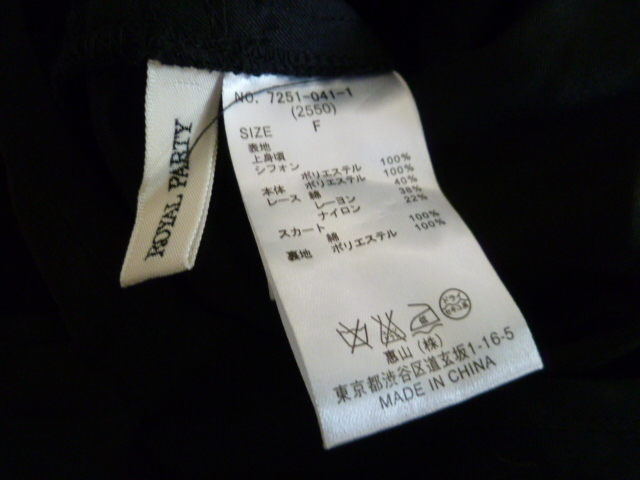 ROYAL PARTY
NO. 7251-041-1
(2550)
SIZE F
表地
上身頃
シフォン ポリエステル 100%
本体 ポリエステル 100%
レース 綿 40%
レーヨン 38%
ナイロン 22%
スカート 綿 100%
裏地 ポリエステル 100%
ドライ
惠山(株)
東京都渋谷区道玄坂1-16-5
MADE IN CHINA